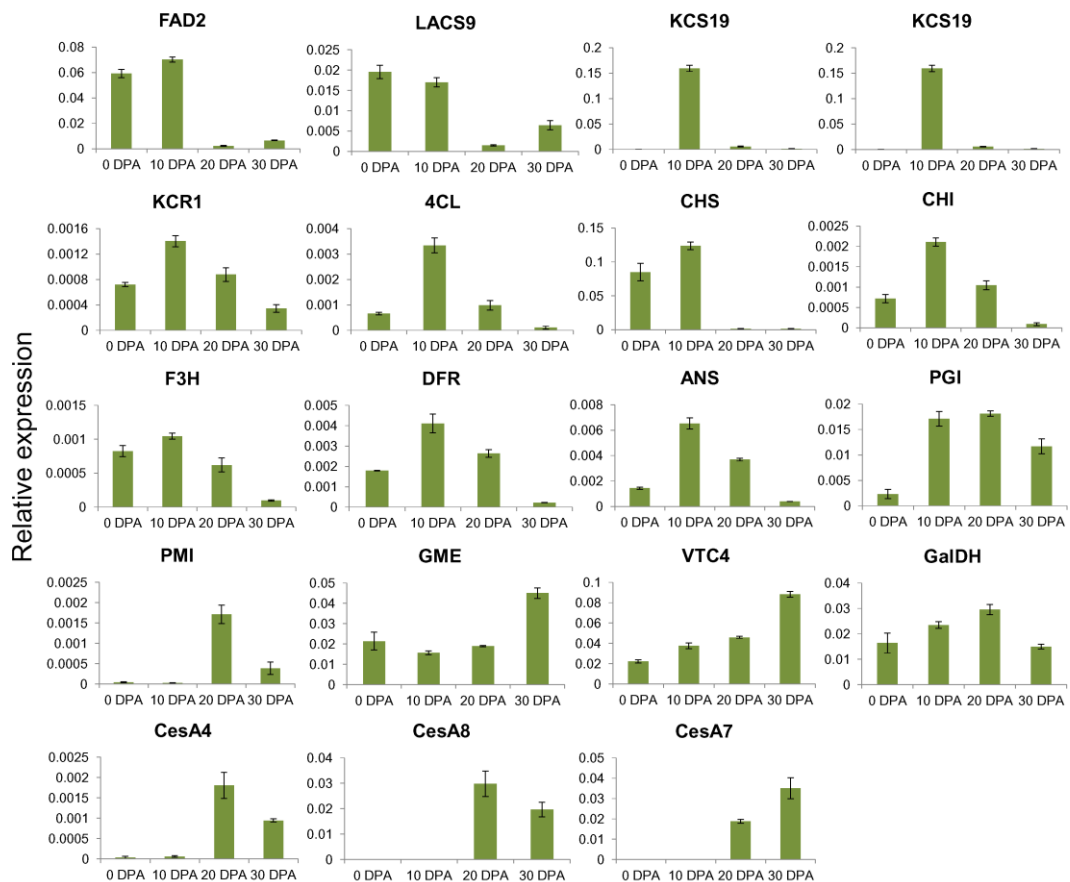 FAD2 LACS9 KCS19 KCS19
0.08 0.025 0.2 0.2
0.06 0.02 0.15 0.15
0.04 0.015 0.1 0.1
0.02 0.01 0.05 0.05
0 0.005 0 0
0
0 DPA 10 DPA 20 DPA 30 DPA 0 DPA 10 DPA 20 DPA 30 DPA 0 DPA 10 DPA 20 DPA 30 DPA 0 DPA 10 DPA 20 DPA 30 DPA
KCR1 4CL CHS CHI
0.0016 0.004 0.15 0.0025
0.0012 0.003 0.1 0.002
0.0008 0.002 0.05 0.0015
0.0004 0.001 0 0.001
0 0 0.0005
0
0 DPA 10 DPA 20 DPA 30 DPA 0 DPA 10 DPA 20 DPA 30 DPA 0 DPA 10 DPA 20 DPA 30 DPA 0 DPA 10 DPA 20 DPA 30 DPA
Relative expression
F3H DFR ANS PGI
0.0015 0.005 0.008 0.02
0.001 0.004 0.006 0.015
0.0005 0.003 0.004 0.01
0 0.002 0.002 0.005
0.001 0 0
0
0 DPA 10 DPA 20 DPA 30 DPA 0 DPA 10 DPA 20 DPA 30 DPA 0 DPA 10 DPA 20 DPA 30 DPA 0 DPA 10 DPA 20 DPA 30 DPA
PMI GME VTC4 GalDH
0.0025 0.05 0.1 0.04
0.002 0.04 0.08 0.03
0.0015 0.03 0.06 0.02
0.001 0.02 0.04 0.01
0.0005 0.01 0.02 0
0 0 0
0 DPA 10 DPA 20 DPA 30 DPA 0 DPA 10 DPA 20 DPA 30 DPA 0 DPA 10 DPA 20 DPA 30 DPA 0 DPA 10 DPA 20 DPA 30 DPA
CesA4 CesA8 CesA7
0.0025 0.04 0.05
0.002 0.03 0.04
0.0015 0.02 0.03
0.001 0.01 0.02
0.0005 0 0.01
0 0
0 DPA 10 DPA 20 DPA 30 DPA 0 DPA 10 DPA 20 DPA 30 DPA 0 DPA 10 DPA 20 DPA 30 DPA